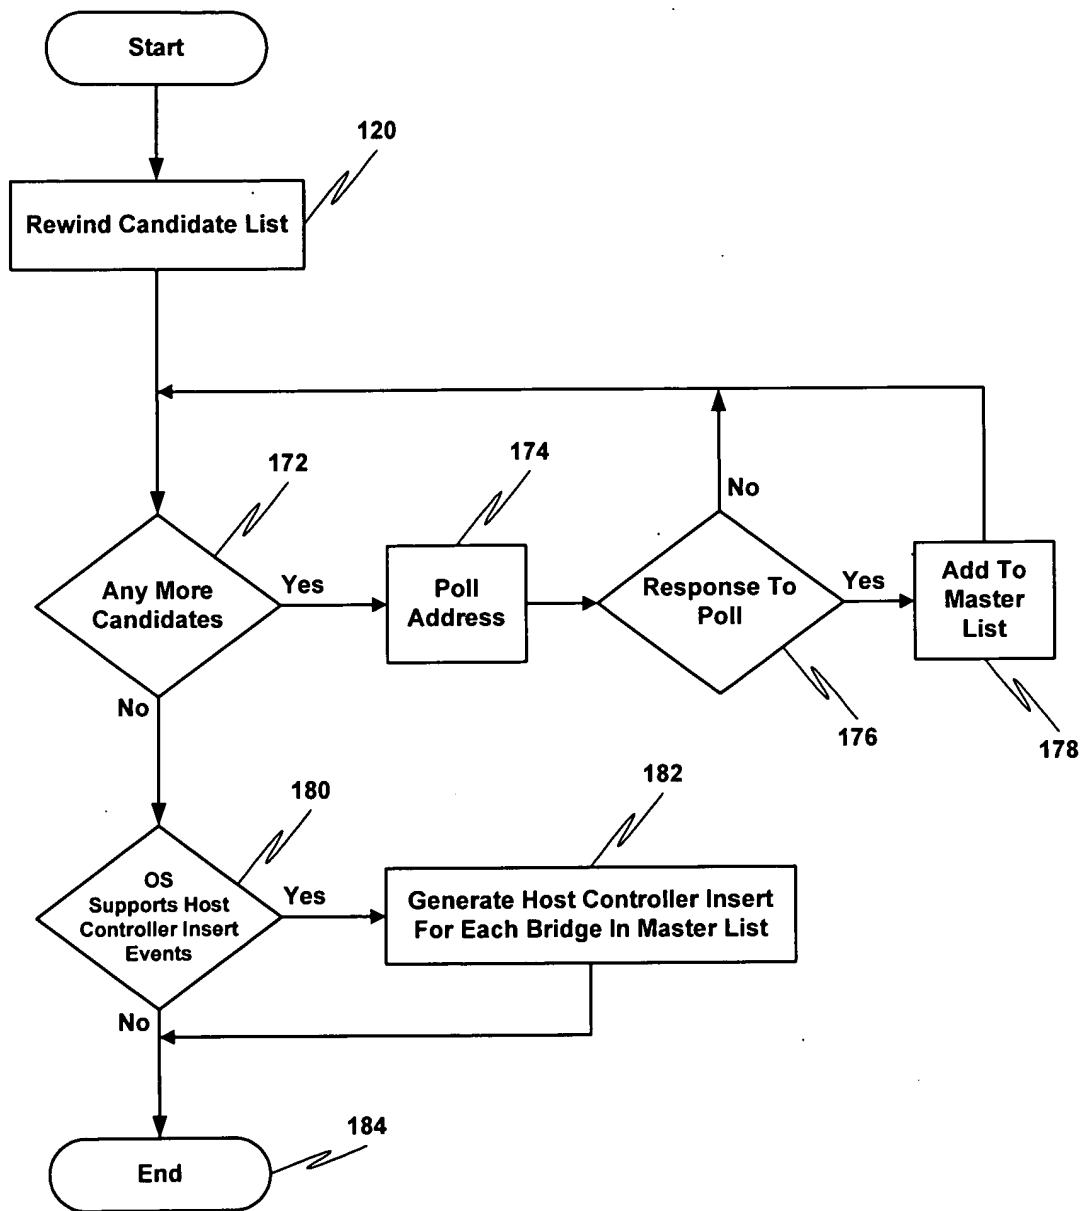 Start
120
Rewind Candidate List
172
174
No
Any More
Candidates
Yes
Poll
Address
Response To
Poll
Yes
Add To
Master
List
176
178
No
180
182
OS
Supports Host
Controller Insert
Events
Yes
Generate Host Controller Insert
For Each Bridge In Master List
No
184
End